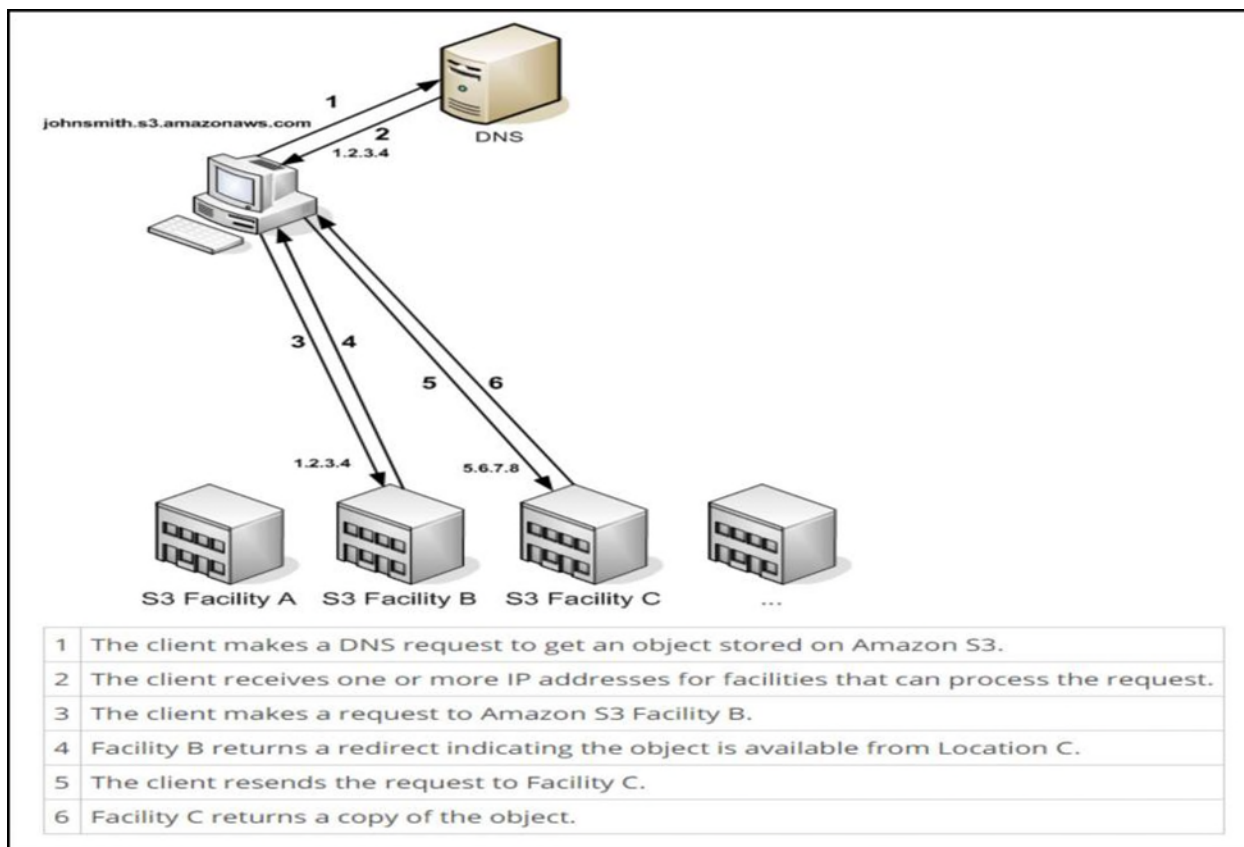 1
johnsmith.s3.amazonaws.com
2
1.2.3.4
DNS
3
4
5
6
1.2.3.4
5.6.7.8
S3 Facility A
S3 Facility B
S3 Facility C
...
1 The client makes a DNS request to get an object stored on Amazon S3.
2 The client receives one or more IP addresses for facilities that can process the request.
3 The client makes a request to Amazon S3 Facility B.
4 Facility B returns a redirect indicating the object is available from Location C.
5 The client resends the request to Facility C.
6 Facility C returns a copy of the object.